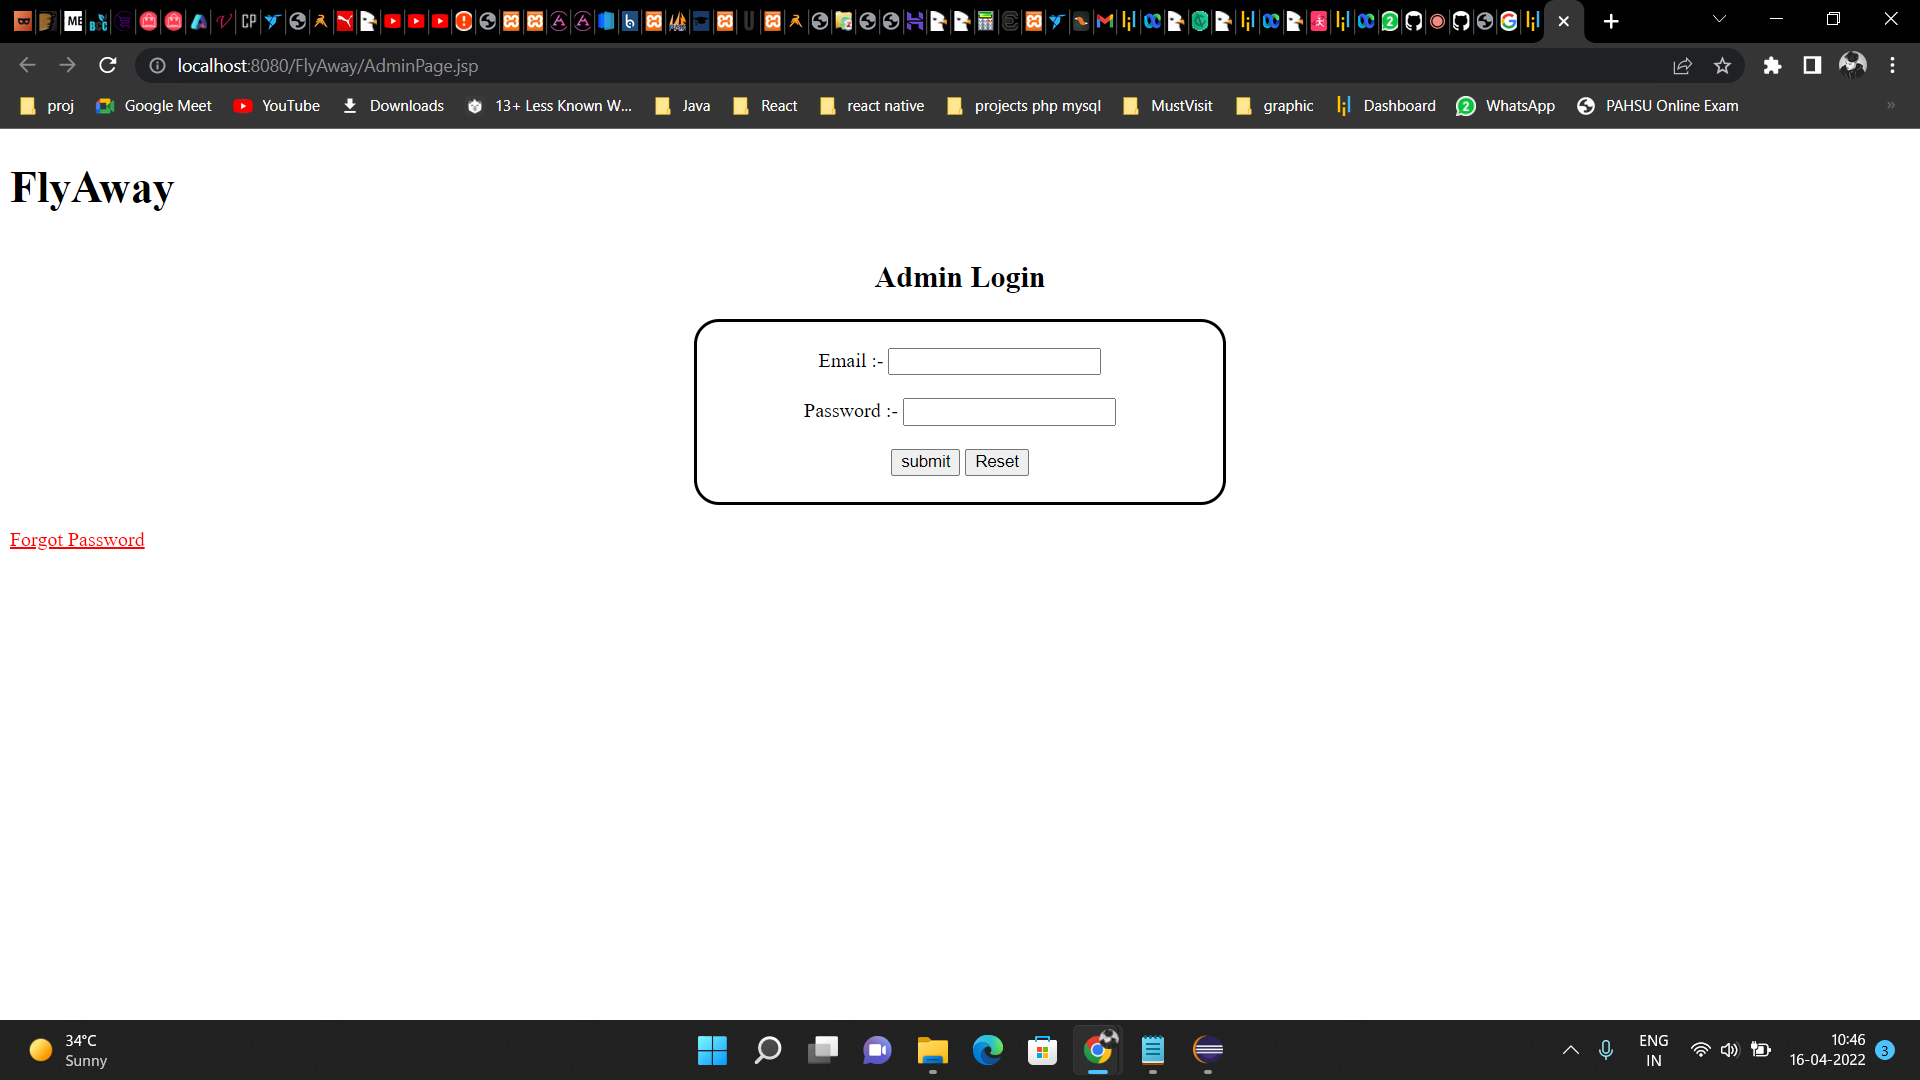 localhost:8080/FlyAway/AdminPage.jsp
proj Google Meet YouTube Downloads 13+ Less Known W... Java React react native projects php mysql MustVisit graphic Dashboard 2 WhatsApp PAHSU Online Exam »
FlyAway
Admin Login
Email :-
Password :-
submit Reset
Forgot Password
34°C
Sunny
ENG
IN
10:46
16-04-2022
3